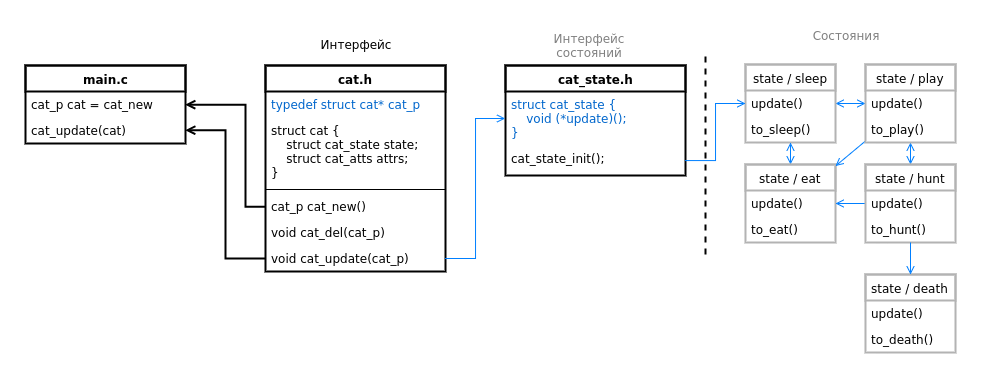 Интерфейс
Интерфейс
состояний
Состояния
main.c
cat_p cat = cat_new
cat_update(cat)
cat.h
typedef struct cat* cat_p
struct cat {
struct cat_state state;
struct cat_atts attrs;
}
cat_p cat_new()
void cat_del(cat_p)
void cat_update(cat_p)
cat_state.h
struct cat_state {
void (*update)();
}
cat_state_init();
state / sleep
update()
to_sleep()
state / play
update()
to_play()
state / eat
update()
to_eat()
state / hunt
update()
to_hunt()
state / death
update()
to_death()